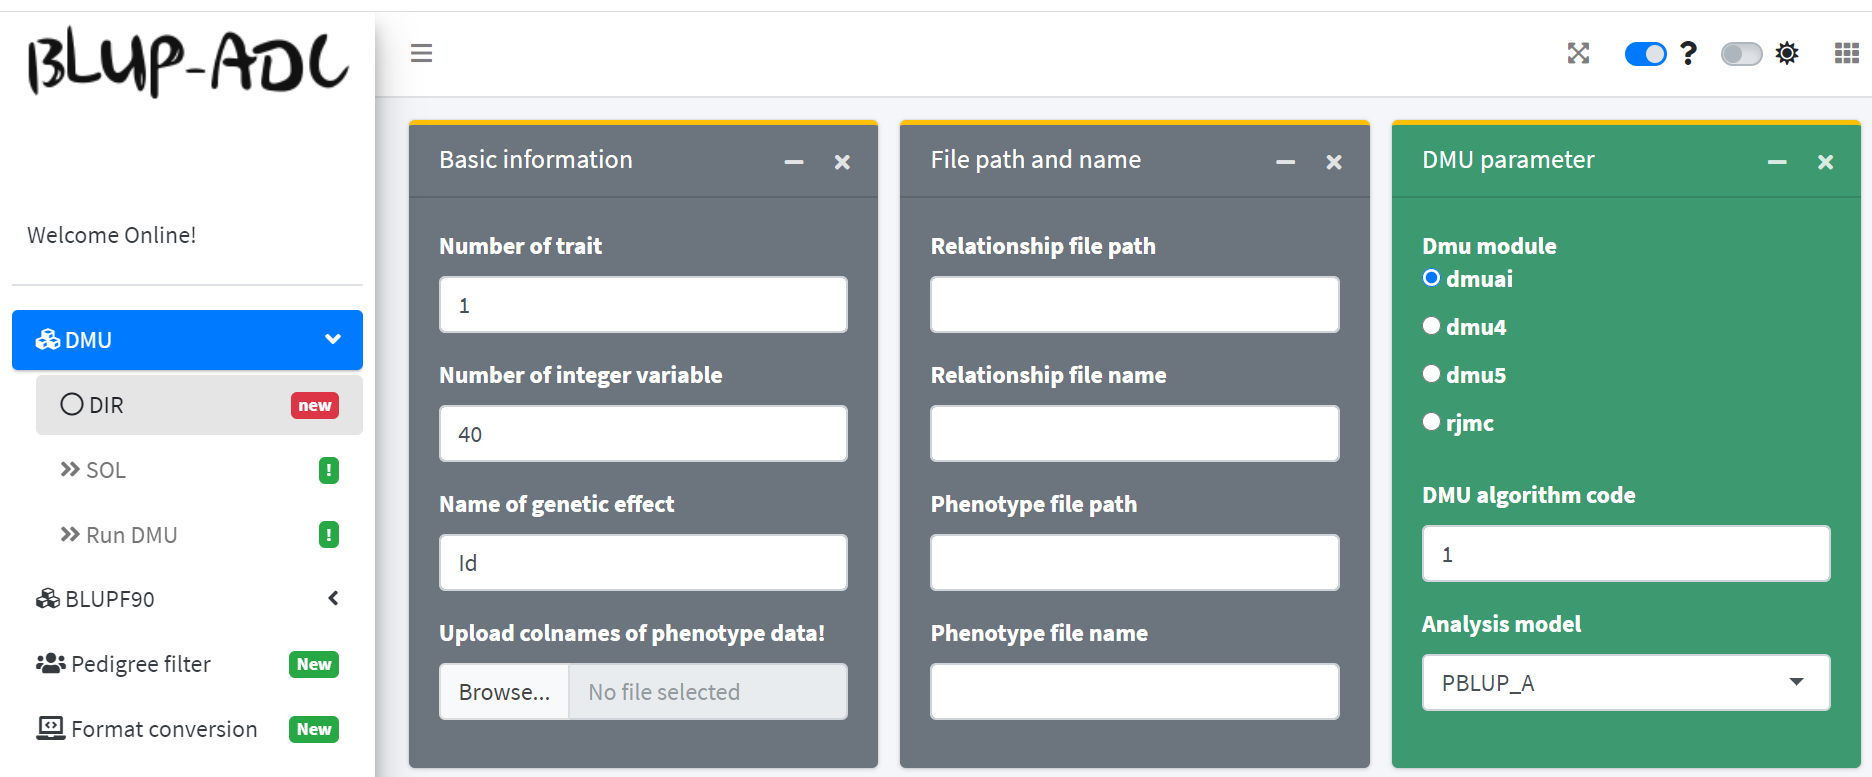 BLUP-ADC
Welcome Online!
DMU
DIR new
SOL !
Run DMU !
BLUPF90
Pedigree filter New
Format conversion New
?
Basic information
Number of trait
1
Number of integer variable
40
Name of genetic effect
Id
Upload colnames of phenotype data!
Browse... No file selected
File path and name
Relationship file path
Relationship file name
Phenotype file path
Phenotype file name
DMU parameter
Dmu module
dmuai
dmu4
dmu5
rjmc
DMU algorithm code
1
Analysis model
PBLUP_A